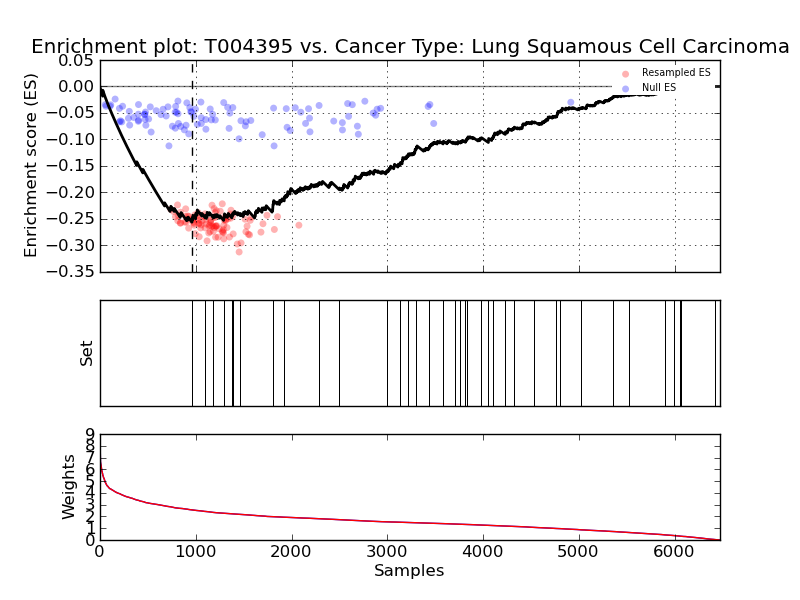 Enrichment plot: T004395 vs. Cancer Type: Lung Squamous Cell Carcinoma
Enrichment score (ES)
0.05
0.00
−0.05
−0.10
−0.15
−0.20
−0.25
−0.30
−0.35
Resampled ES
Null ES
Set
Weights
9
8
7
6
5
4
3
2
1
0
0 1000 2000 3000 4000 5000 6000
Samples